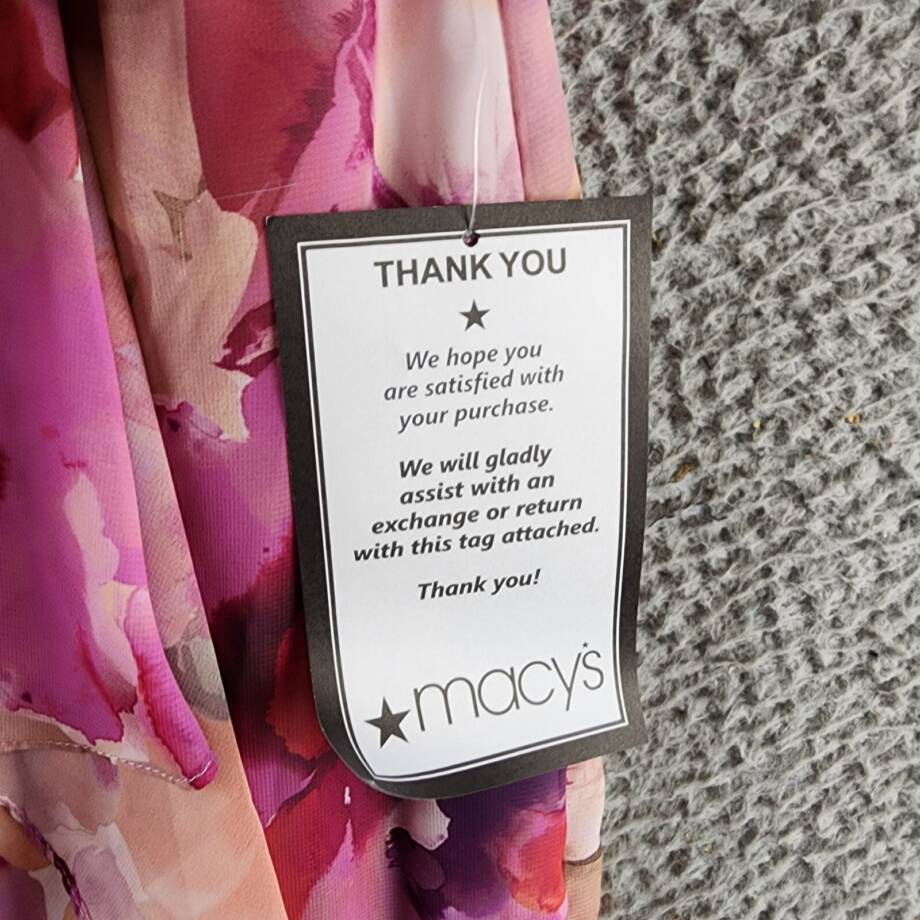 THANK YOU
We hope you
are satisfied with
your purchase.
We will gladly
assist with an
exchange or return
with this tag attached.
Thank you!
macy's